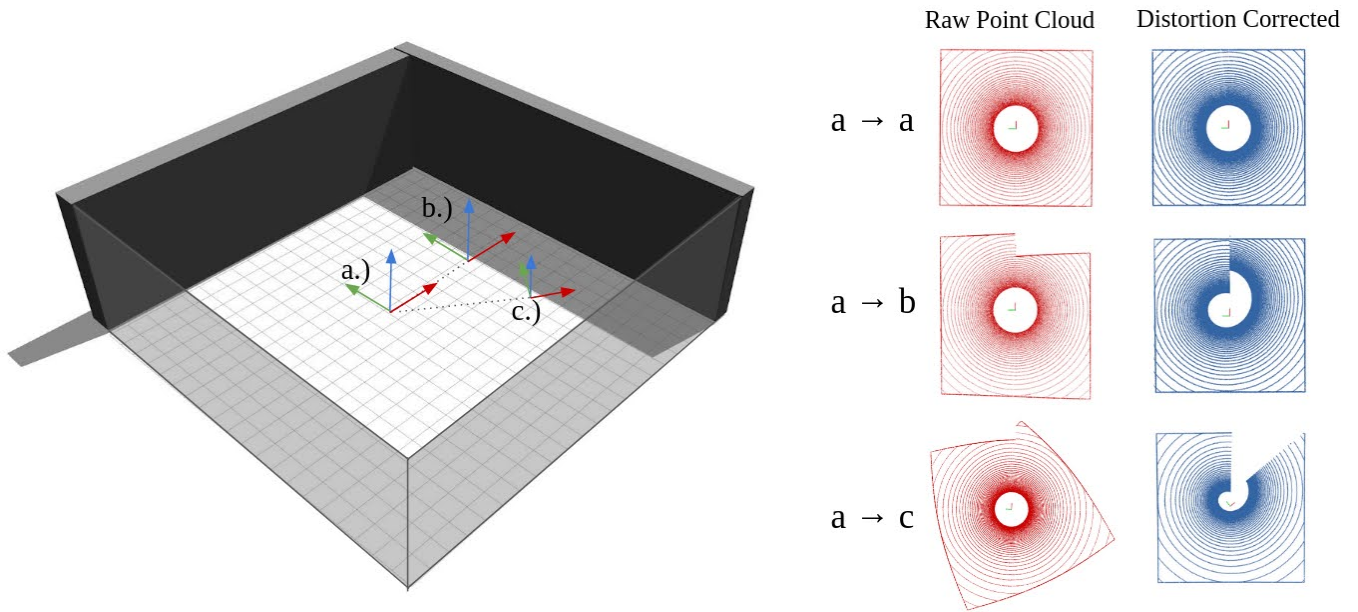 Raw Point Cloud
Distortion Corrected
b.)
a.)
c.)
a → a
a → b
a → c